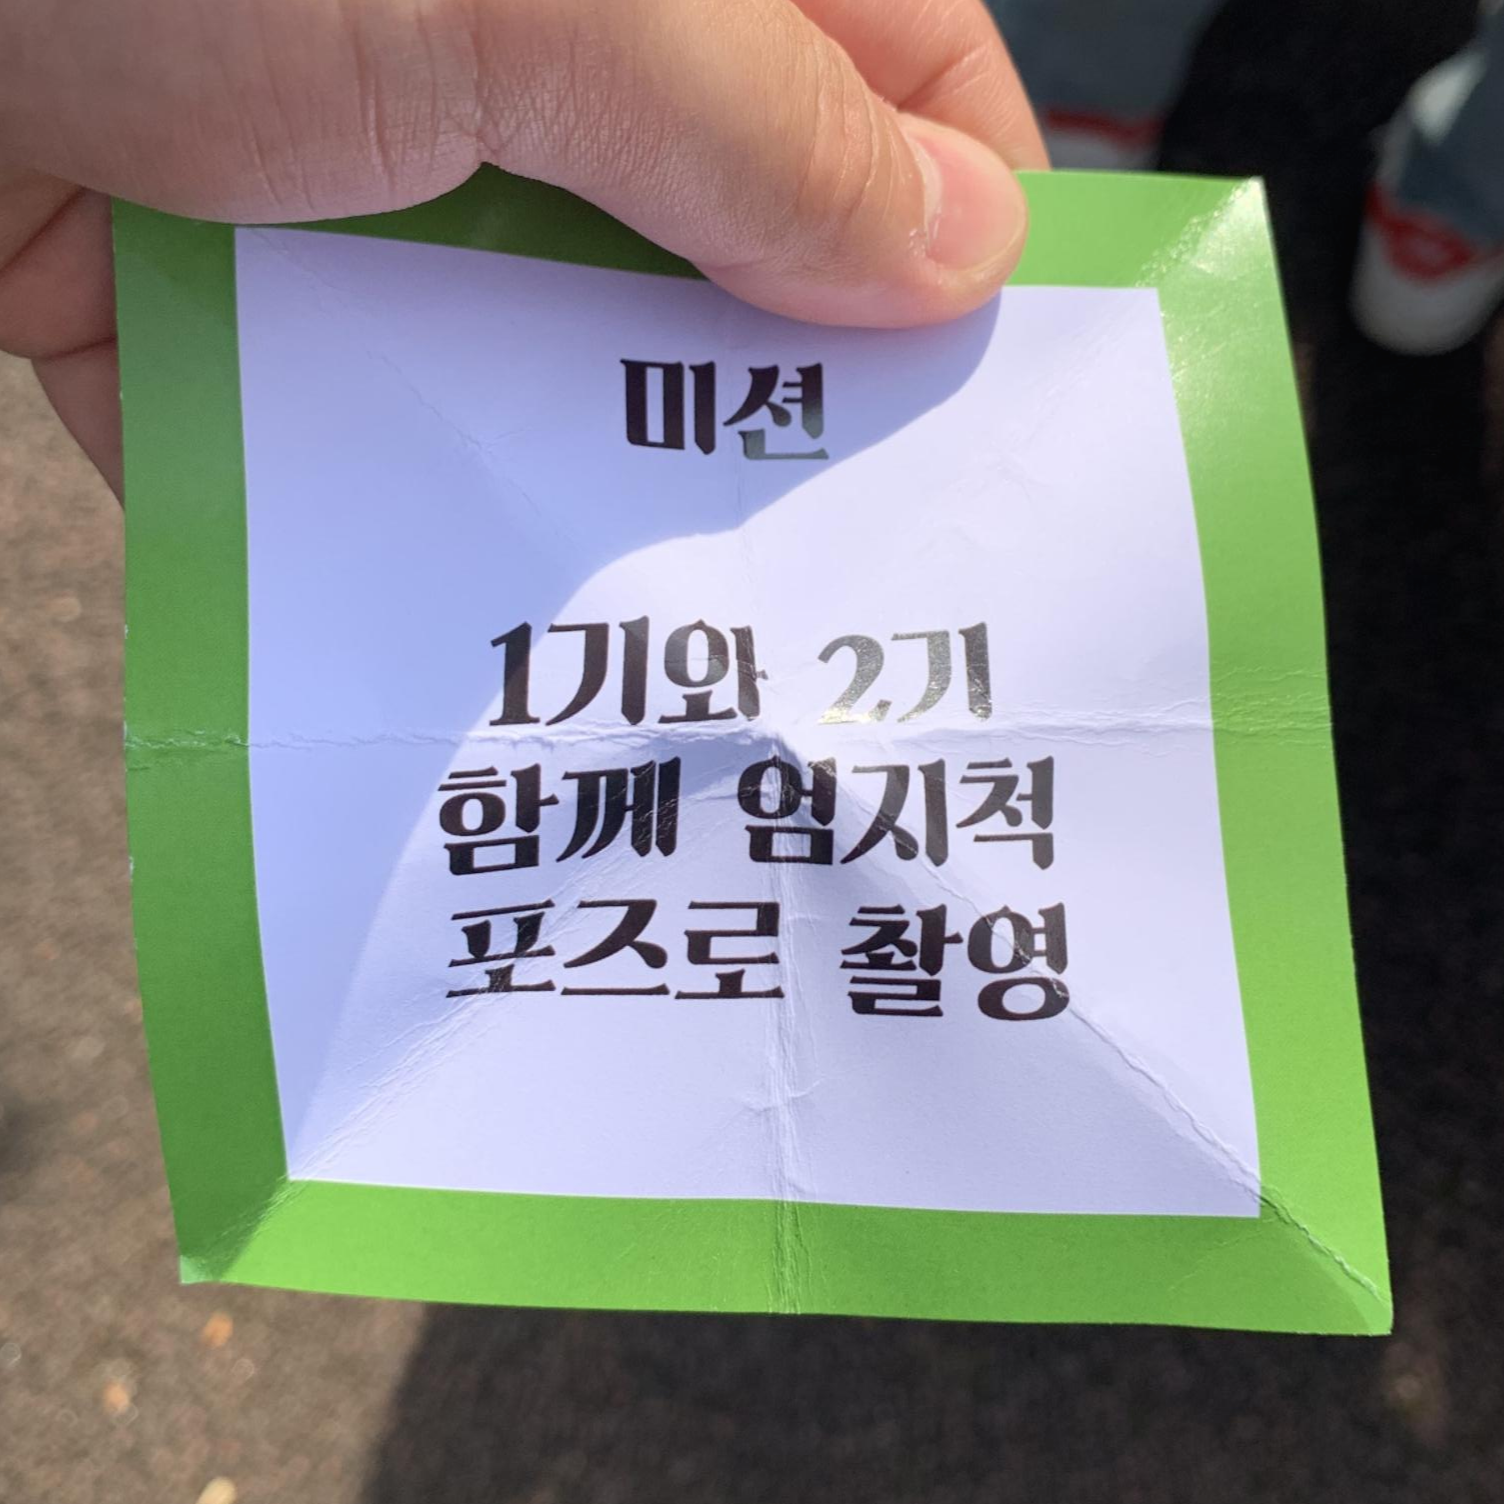 미션
1기와 2기
함께 엄지척
포즈로 촬영